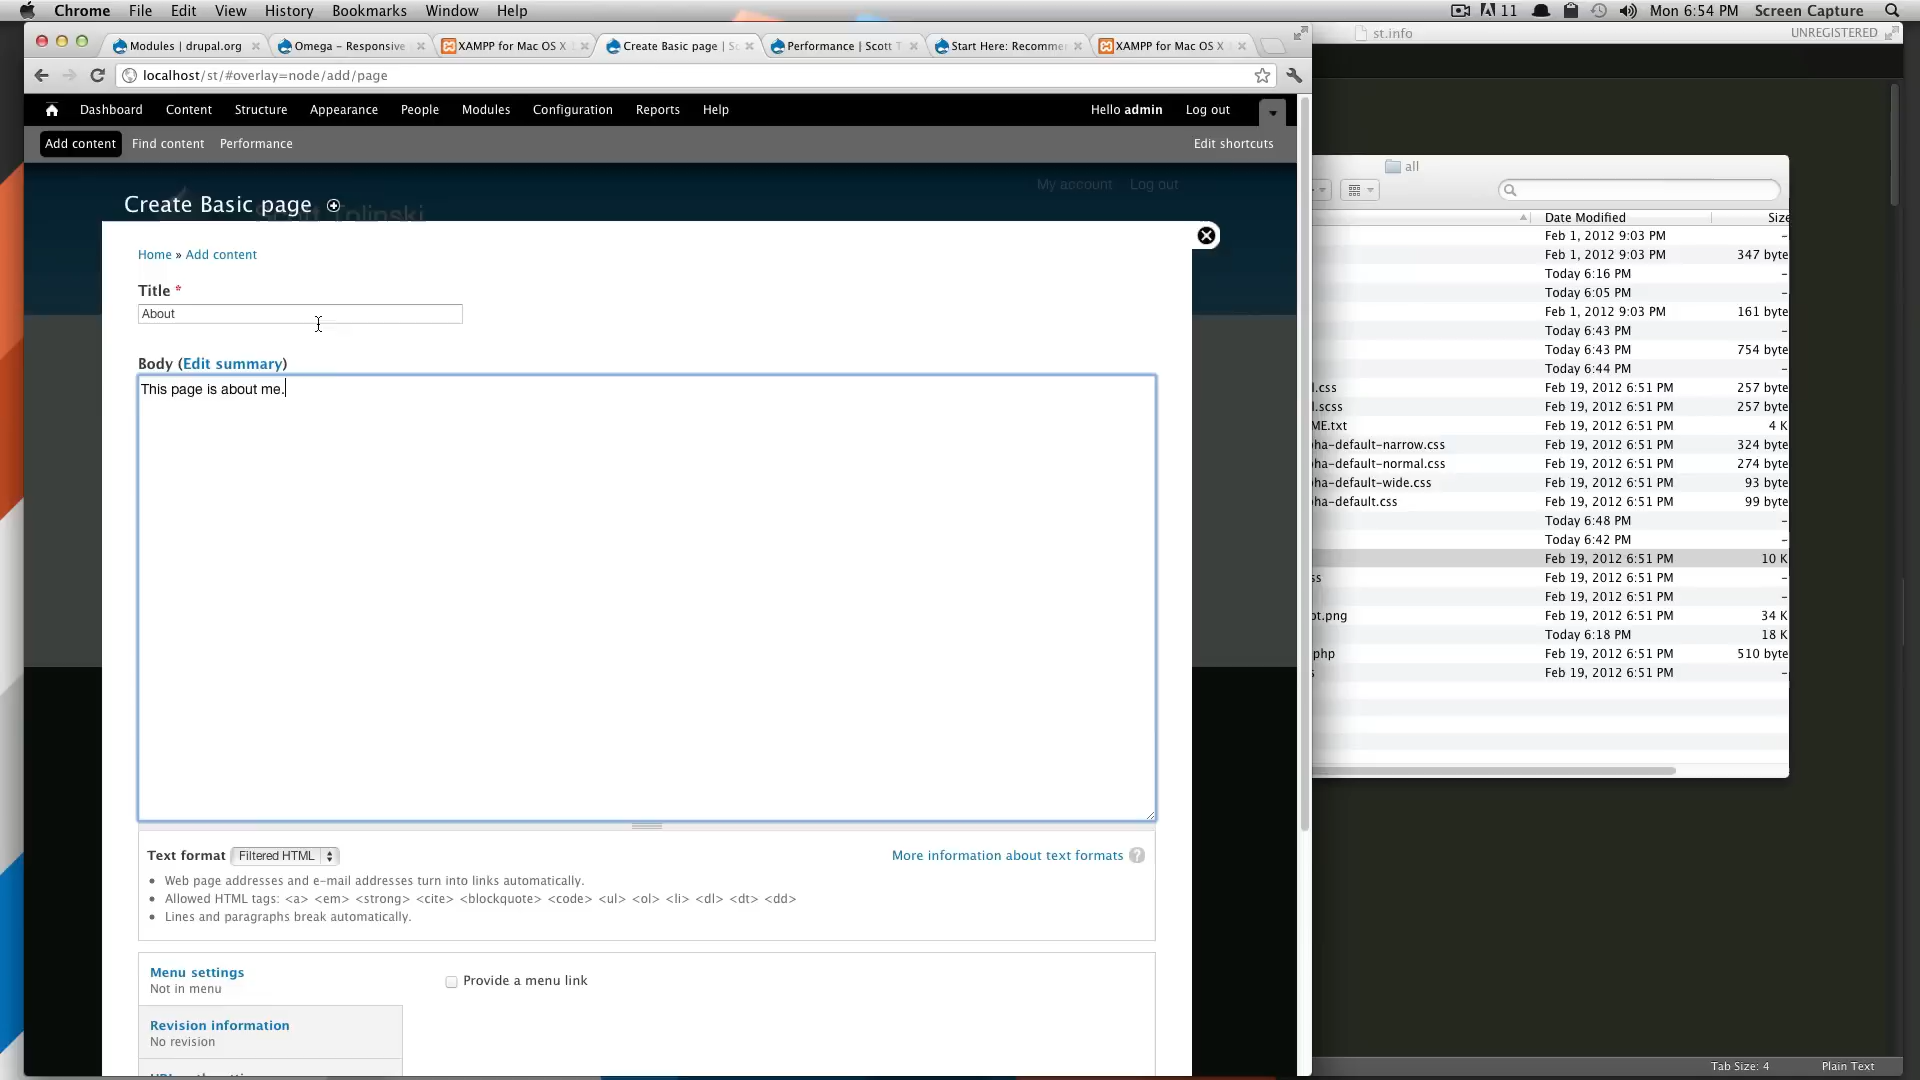 Chrome File Edit View History Bookmarks Window Help
11 Mon 6:54 PM Screen Capture
Modules | drupal.org
Omega - Responsive
XAMPP for Mac OS X
Create Basic page | S
Performance | Scott T
Start Here: Recomme
XAMPP for Mac OS X
st.info
UNREGISTERED
localhost/st/#overlay=node/add/page
Dashboard Content Structure Appearance People Modules Configuration Reports Help
Hello admin Log out
Add content Find content Performance
Edit shortcuts
My account Log out
Create Basic page
Scott Tolinski
Home » Add content
Title *
About
Body (Edit summary)
This page is about me.
Text format Filtered HTML
More information about text formats ?
Web page addresses and e-mail addresses turn into links automatically.
Allowed HTML tags: <a> <em> <strong> <cite> <blockquote> <code> <ul> <ol> <li> <dl> <dt> <dd>
Lines and paragraphs break automatically.
Menu settings
Not in menu
Provide a menu link
Revision information
No revision
all
Date Modified Size
Feb 1, 2012 9:03 PM --
Feb 1, 2012 9:03 PM 347 byte
Today 6:16 PM --
Today 6:05 PM --
Feb 1, 2012 9:03 PM 161 byte
Today 6:43 PM --
Today 6:43 PM 754 byte
Today 6:44 PM --
l.css Feb 19, 2012 6:51 PM 257 byte
l.scss Feb 19, 2012 6:51 PM 257 byte
ME.txt Feb 19, 2012 6:51 PM 4 K
ha-default-narrow.css Feb 19, 2012 6:51 PM 324 byte
ha-default-normal.css Feb 19, 2012 6:51 PM 274 byte
ha-default-wide.css Feb 19, 2012 6:51 PM 93 byte
ha-default.css Feb 19, 2012 6:51 PM 99 byte
Today 6:48 PM --
Today 6:42 PM --
Feb 19, 2012 6:51 PM 10 K
ss Feb 19, 2012 6:51 PM --
Feb 19, 2012 6:51 PM --
ot.png Feb 19, 2012 6:51 PM 34 K
Today 6:18 PM 18 K
php Feb 19, 2012 6:51 PM 510 byte
s Feb 19, 2012 6:51 PM --
Tab Size: 4 Plain Text